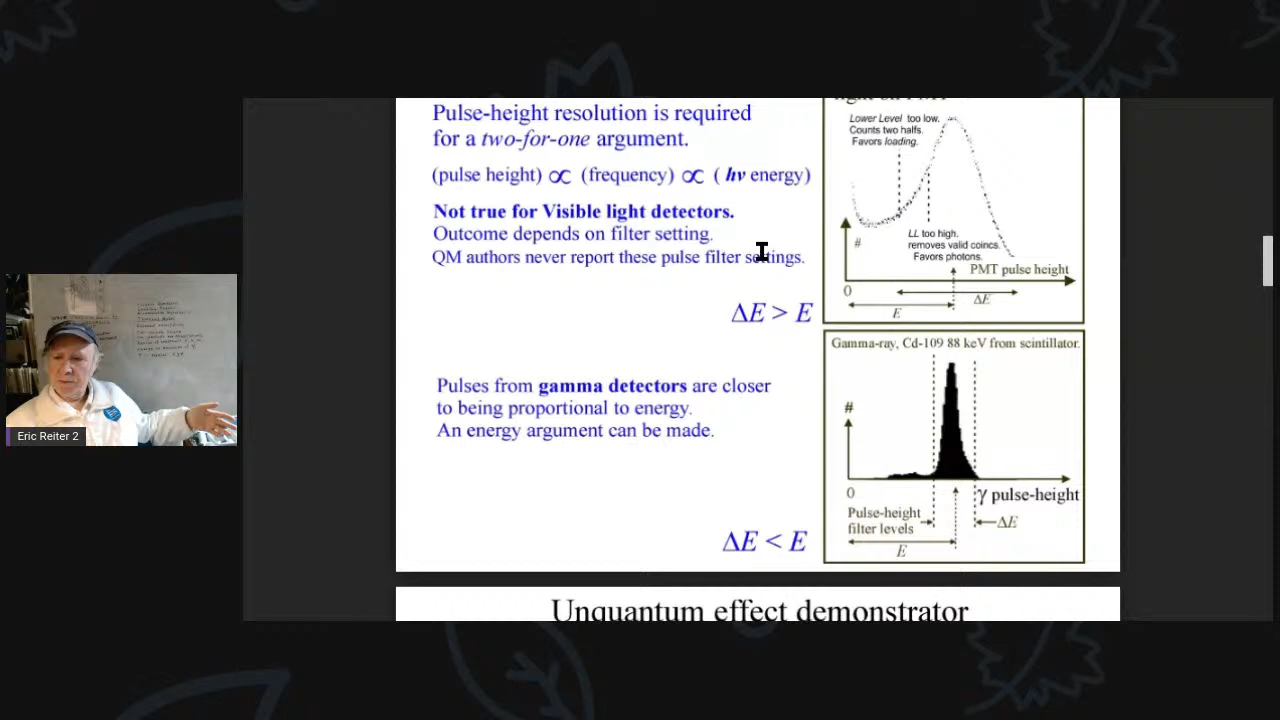 Pulse-height resolution is required
for a two-for-one argument.
(pulse height) ∝ (frequency) ∝ ( hν energy)
Not true for Visible light detectors.
Outcome depends on filter setting.
QM authors never report these pulse filter settings.
ΔE > E
Lower Level too low.
Counts two halfs.
Favors loading.
#
LL too high.
removes valid coincs.
Favors photons.
PMT pulse height
0
ΔE
E
Pulses from gamma detectors are closer
to being proportional to energy.
An energy argument can be made.
ΔE < E
Gamma-ray, Cd-109 88 keV from scintillator.
#
0
γ pulse-height
Pulse-height
filter levels
ΔE
E
Unquantum effect demonstrator
Eric Reiter 2